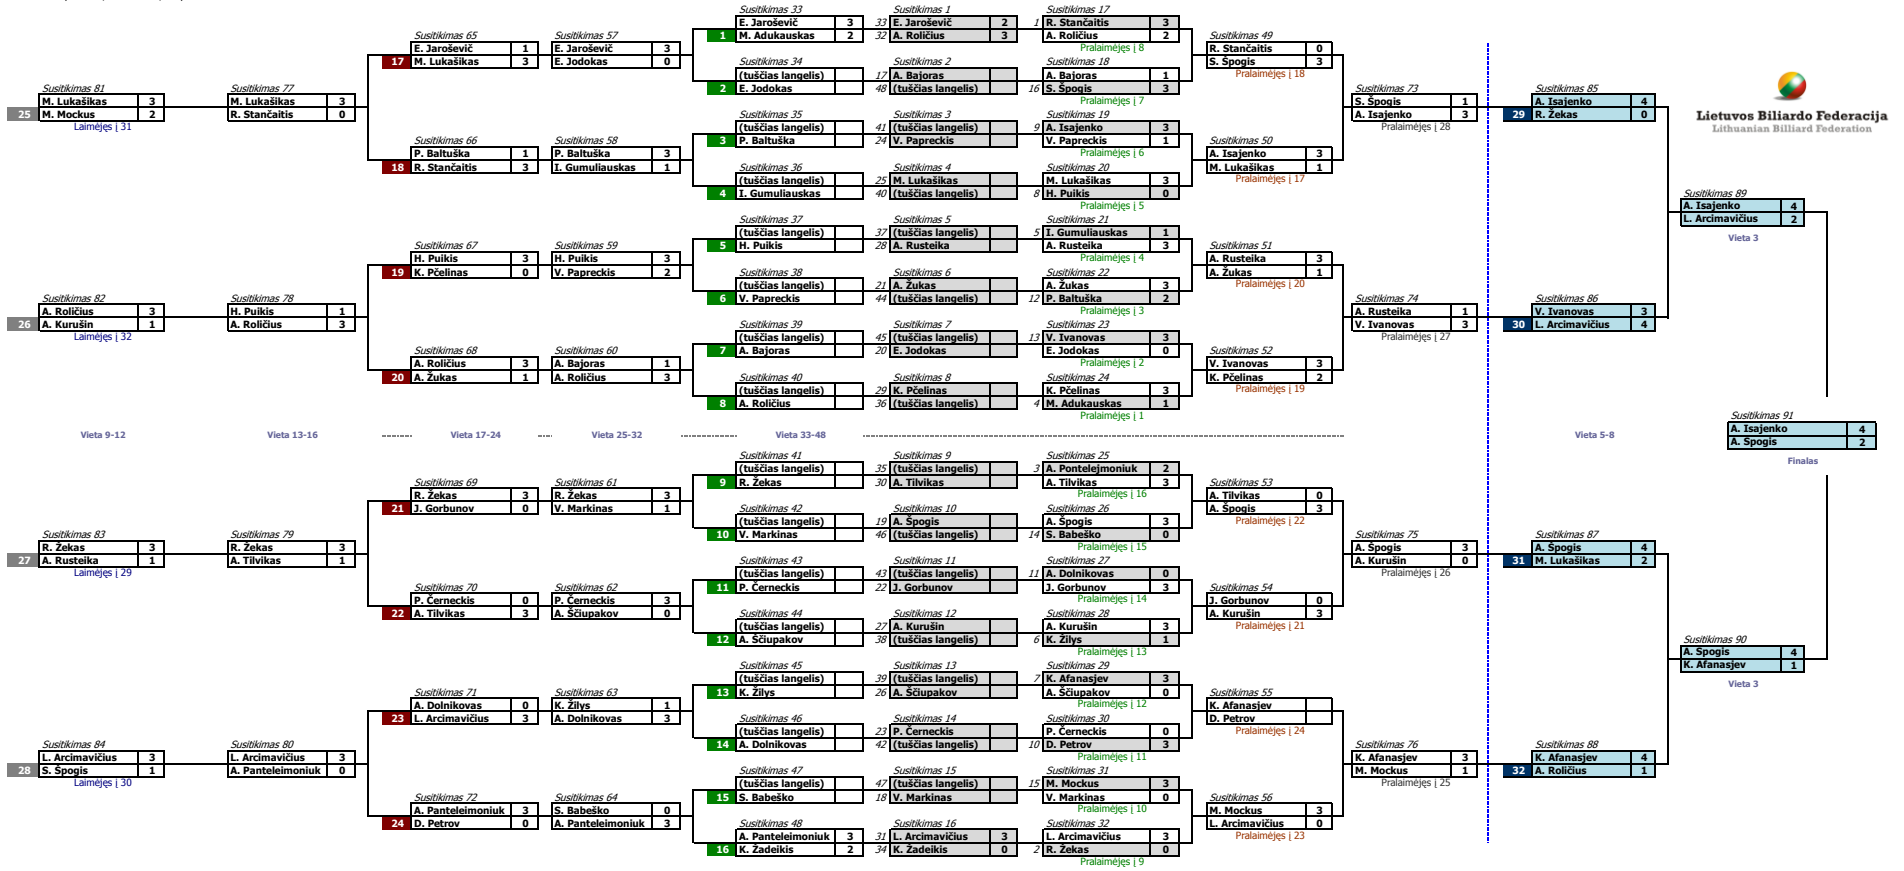 Susitikimas 33
E. Jaroševič 3
1 M. Adukauskas 2
Susitikimas 34
(tuščias langelis)
2 E. Jodokas
Susitikimas 35
(tuščias langelis)
3 P. Baltuška
Susitikimas 36
(tuščias langelis)
4 I. Gumuliauskas
Susitikimas 37
(tuščias langelis)
5 H. Puikis
Susitikimas 38
(tuščias langelis)
6 V. Papreckis
Susitikimas 39
(tuščias langelis)
7 A. Bajoras
Susitikimas 40
(tuščias langelis)
8 A. Roličius
Susitikimas 1
33 E. Jaroševič 2
32 A. Roličius 3
Susitikimas 2
17 A. Bajoras
48 (tuščias langelis)
Susitikimas 3
41 (tuščias langelis)
24 V. Papreckis
Susitikimas 4
25 M. Lukašikas
40 (tuščias langelis)
Susitikimas 5
37 (tuščias langelis)
28 A. Rusteika
Susitikimas 6
21 A. Žukas
44 (tuščias langelis)
Susitikimas 7
45 (tuščias langelis)
20 E. Jodokas
Susitikimas 8
29 K. Pčelinas
36 (tuščias langelis)
Susitikimas 17
1 R. Stančaitis 3
A. Roličius 2
Pralaimėjęs į 8
Susitikimas 18
A. Bajoras 1
16 S. Špogis 3
Pralaimėjęs į 7
Susitikimas 19
9 A. Isajenko 3
V. Papreckis 1
Pralaimėjęs į 6
Susitikimas 20
M. Lukašikas 3
8 H. Puikis 0
Pralaimėjęs į 5
Susitikimas 21
5 I. Gumuliauskas 1
A. Rusteika 3
Pralaimėjęs į 4
Susitikimas 22
A. Žukas 3
12 P. Baltuška 2
Pralaimėjęs į 3
Susitikimas 23
13 V. Ivanovas 3
E. Jodokas 0
Pralaimėjęs į 2
Susitikimas 24
K. Pčelinas 3
4 M. Adukauskas 1
Pralaimėjęs į 1
Susitikimas 65
E. Jaroševič 1
17 M. Lukašikas 3
Susitikimas 66
P. Baltuška 1
18 R. Stančaitis 3
Susitikimas 67
H. Puikis 3
19 K. Pčelinas 0
Susitikimas 68
A. Roličius 3
20 A. Žukas 1
Susitikimas 57
E. Jaroševič 3
E. Jodokas 0
Susitikimas 58
P. Baltuška 3
I. Gumuliauskas 1
Susitikimas 59
H. Puikis 3
V. Papreckis 2
Susitikimas 60
A. Bajoras 1
A. Roličius 3
Susitikimas 49
R. Stančaitis 0
S. Špogis 3
Pralaimėjęs į 18
Susitikimas 50
A. Isajenko 3
M. Lukašikas 1
Pralaimėjęs į 17
Susitikimas 51
A. Rusteika 3
A. Žukas 1
Pralaimėjęs į 20
Susitikimas 52
V. Ivanovas 3
K. Pčelinas 2
Pralaimėjęs į 19
Susitikimas 81
M. Lukašikas 3
25 M. Mockus 2
Laimėjęs į 31
Susitikimas 82
A. Roličius 3
26 A. Kurušin 1
Laimėjęs į 32
Susitikimas 77
M. Lukašikas 3
R. Stančaitis 0
Susitikimas 78
H. Puikis 1
A. Roličius 3
Susitikimas 73
S. Špogis 1
A. Isajenko 3
Pralaimėjęs į 28
Susitikimas 74
A. Rusteika 1
V. Ivanovas 3
Pralaimėjęs į 27
Susitikimas 85
A. Isajenko 4
29 R. Žekas 0
Susitikimas 86
V. Ivanovas 3
30 L. Arcimavičius 4
Lietuvos Biliardo Federacija
Lithuanian Billiard Federation
Susitikimas 89
A. Isajenko 4
L. Arcimavičius 2
Vieta 3
Susitikimas 91
A. Isajenko 4
A. Špogis 2
Finalas
Vieta 9-12
Vieta 13-16
Vieta 17-24
Vieta 25-32
Vieta 33-48
Vieta 5-8
Susitikimas 41
(tuščias langelis)
9 R. Žekas
Susitikimas 42
(tuščias langelis)
10 V. Markinas
Susitikimas 43
(tuščias langelis)
11 P. Černeckis
Susitikimas 44
(tuščias langelis)
12 A. Ščiupakov
Susitikimas 45
(tuščias langelis)
13 K. Žilys
Susitikimas 46
(tuščias langelis)
14 A. Dolnikovas
Susitikimas 47
(tuščias langelis)
15 S. Babeško
Susitikimas 48
A. Panteleimoniuk 3
16 K. Žadeikis 2
Susitikimas 9
35 (tuščias langelis)
30 A. Tilvikas
Susitikimas 10
19 A. Špogis
46 (tuščias langelis)
Susitikimas 11
43 (tuščias langelis)
22 J. Gorbunov
Susitikimas 12
27 A. Kurušin
38 (tuščias langelis)
Susitikimas 13
39 (tuščias langelis)
26 A. Ščiupakov
Susitikimas 14
23 P. Černeckis
42 (tuščias langelis)
Susitikimas 15
47 (tuščias langelis)
18 V. Markinas
Susitikimas 16
31 L. Arcimavičius 3
34 K. Žadeikis 0
Susitikimas 25
3 A. Pontelejmoniuk 2
A. Tilvikas 3
Pralaimėjęs į 16
Susitikimas 26
A. Špogis 3
14 S. Babeško 0
Pralaimėjęs į 15
Susitikimas 27
11 A. Dolnikovas 0
J. Gorbunov 3
Pralaimėjęs į 14
Susitikimas 28
A. Kurušin 3
6 K. Žilys 1
Pralaimėjęs į 13
Susitikimas 29
7 K. Afanasjev 3
A. Ščiupakov 0
Pralaimėjęs į 12
Susitikimas 30
P. Černeckis 0
10 D. Petrov 3
Pralaimėjęs į 11
Susitikimas 31
15 M. Mockus 3
V. Markinas 0
Pralaimėjęs į 10
Susitikimas 32
L. Arcimavičius 3
2 R. Žekas 0
Pralaimėjęs į 9
Susitikimas 69
R. Žekas 3
21 J. Gorbunov 0
Susitikimas 70
P. Černeckis 0
22 A. Tilvikas 3
Susitikimas 71
A. Dolnikovas 0
23 L. Arcimavičius 3
Susitikimas 72
A. Panteleimoniuk 3
24 D. Petrov 0
Susitikimas 61
R. Žekas 3
V. Markinas 1
Susitikimas 62
P. Černeckis 3
A. Ščiupakov 0
Susitikimas 63
K. Žilys 1
A. Dolnikovas 3
Susitikimas 64
S. Babeško 0
A. Panteleimoniuk 3
Susitikimas 53
A. Tilvikas 0
A. Špogis 3
Pralaimėjęs į 22
Susitikimas 54
J. Gorbunov 0
A. Kurušin 3
Pralaimėjęs į 21
Susitikimas 55
K. Afanasjev
D. Petrov
Pralaimėjęs į 24
Susitikimas 56
M. Mockus 3
L. Arcimavičius 0
Pralaimėjęs į 23
Susitikimas 83
R. Žekas 3
27 A. Rusteika 1
Laimėjęs į 29
Susitikimas 84
L. Arcimavičius 3
28 S. Špogis 1
Laimėjęs į 30
Susitikimas 79
R. Žekas 3
A. Tilvikas 1
Susitikimas 80
L. Arcimavičius 3
A. Panteleimoniuk 0
Susitikimas 75
A. Špogis 3
A. Kurušin 0
Pralaimėjęs į 26
Susitikimas 76
K. Afanasjev 3
M. Mockus 1
Pralaimėjęs į 25
Susitikimas 87
A. Špogis 4
31 M. Lukašikas 2
Susitikimas 88
K. Afanasjev 4
32 A. Roličius 1
Susitikimas 90
A. Spogis 4
K. Afanasjev 1
Vieta 3